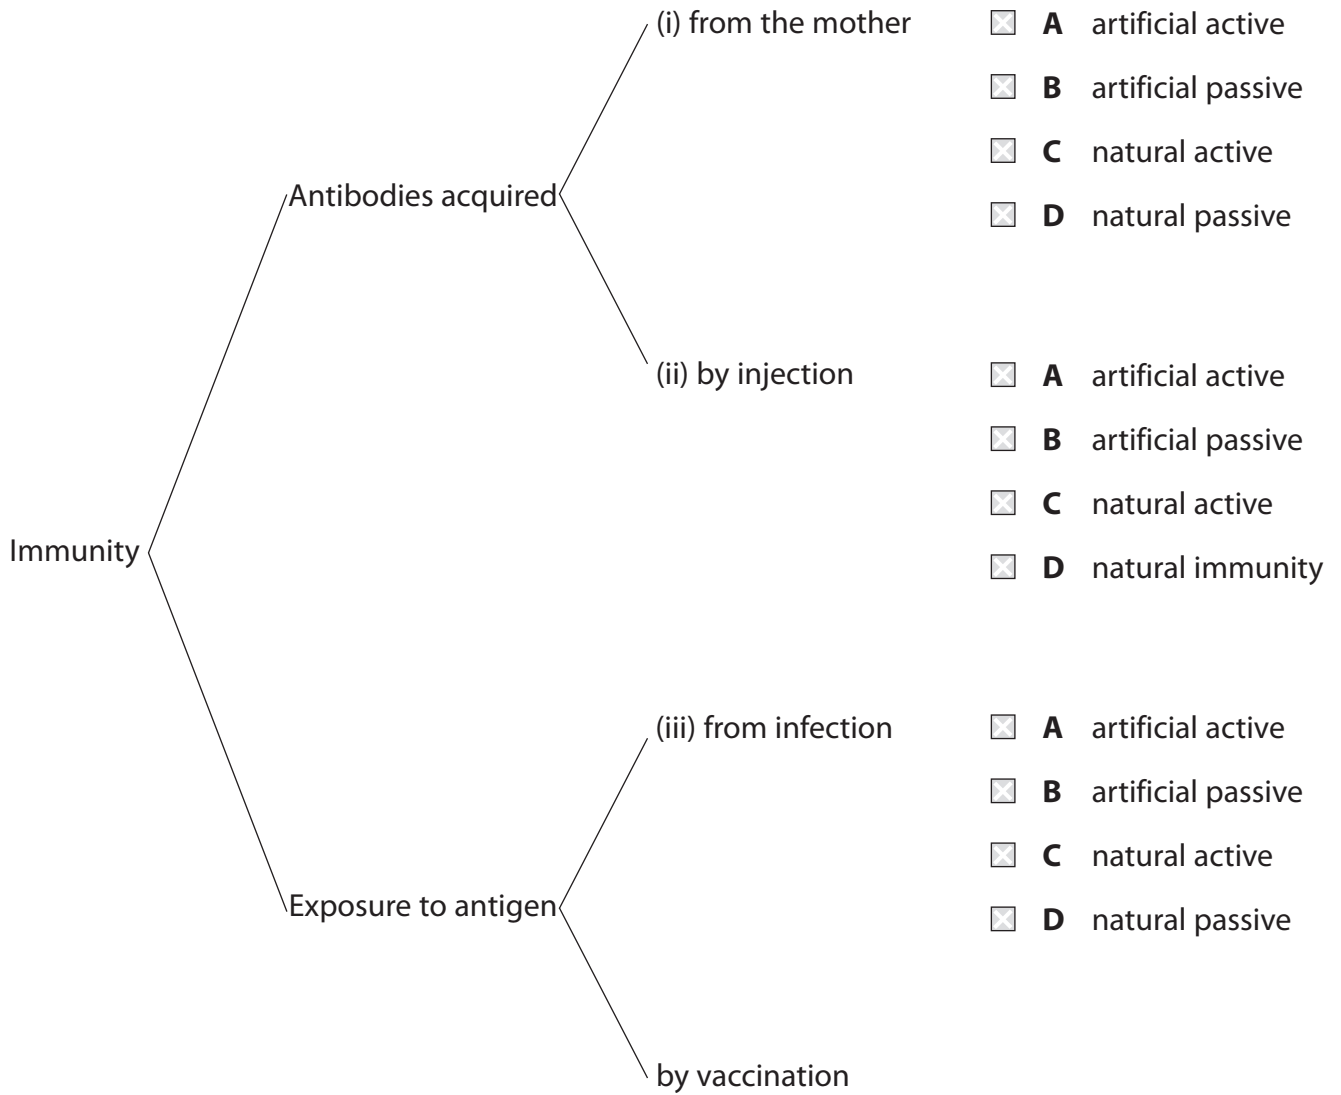 (i) from the mother
A artificial active
B artificial passive
C natural active
D natural passive
Antibodies acquired
(ii) by injection
A artificial active
B artificial passive
C natural active
D natural immunity
Immunity
(iii) from infection
A artificial active
B artificial passive
C natural active
D natural passive
Exposure to antigen
by vaccination